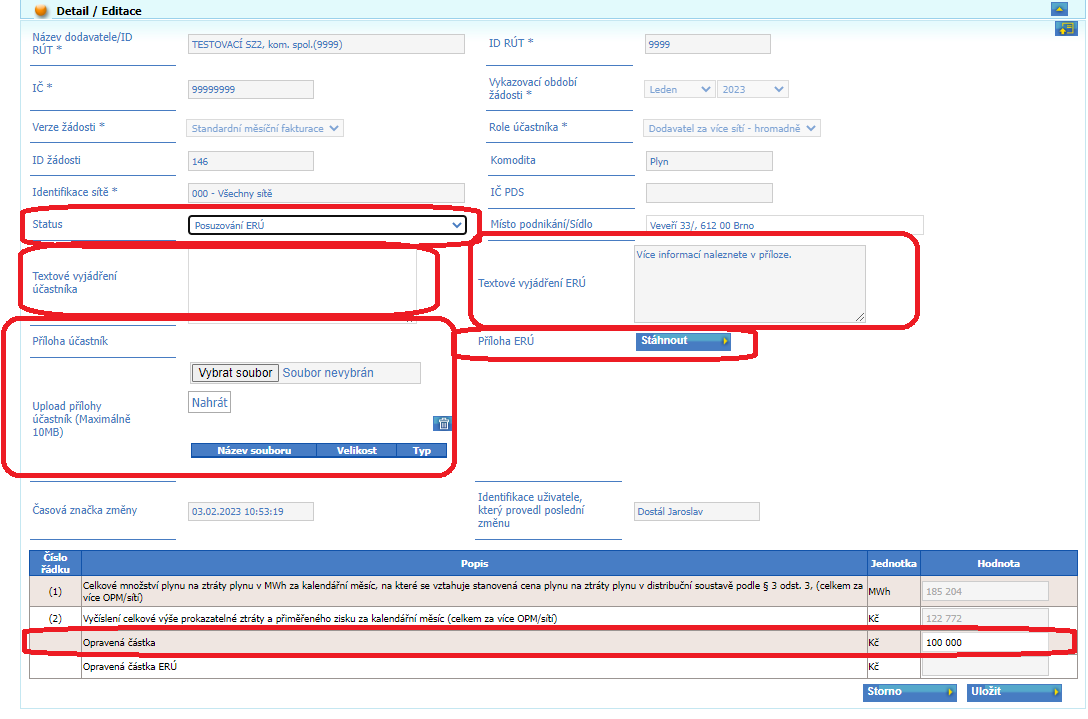 Detail / Editace
Název dodavatele/ID
RÚT *
TESTOVACÍ SZ2, kom. spol.(9999)
ID RÚT *
9999
IČ *
99999999
Vykazovací období
žádosti *
Leden
2023
Verze žádosti *
Standardní měsíční fakturace
Role účastníka *
Dodavatel za více sítí - hromadně
ID žádosti
146
Komodita
Plyn
Identifikace sítě *
000 - Všechny sítě
IČ PDS
Status
Posuzování ERÚ
Místo podnikání/Sídlo
Veveří 33/, 612 00 Brno
Textové vyjádření
účastníka
Textové vyjádření ERÚ
Více informací naleznete v příloze.
Příloha účastník
Příloha ERÚ
Stáhnout
Vybrat soubor
Soubor nevybrán
Upload přílohy
účastník (Maximálně
10MB)
Nahrát
Název souboru
Velikost
Typ
Časová značka změny
03.02.2023 10:53:19
Identifikace uživatele,
který provedl poslední
změnu
Dostál Jaroslav
Číslo
řádku
Popis
Jednotka
Hodnota
(1)
Celkové množství plynu na ztráty plynu v MWh za kalendářní měsíc, na které se vztahuje stanovená cena plynu na ztráty plynu v distribuční soustavě podle § 3 odst. 3, (celkem za
více OPM/sítí)
MWh
185 204
(2)
Vyčíslení celkové výše prokazatelné ztráty a přiměřeného zisku za kalendářní měsíc (celkem za více OPM/sítí)
Kč
122 772
Opravená částka
Kč
100 000
Opravená částka ERÚ
Kč
Storno
Uložit